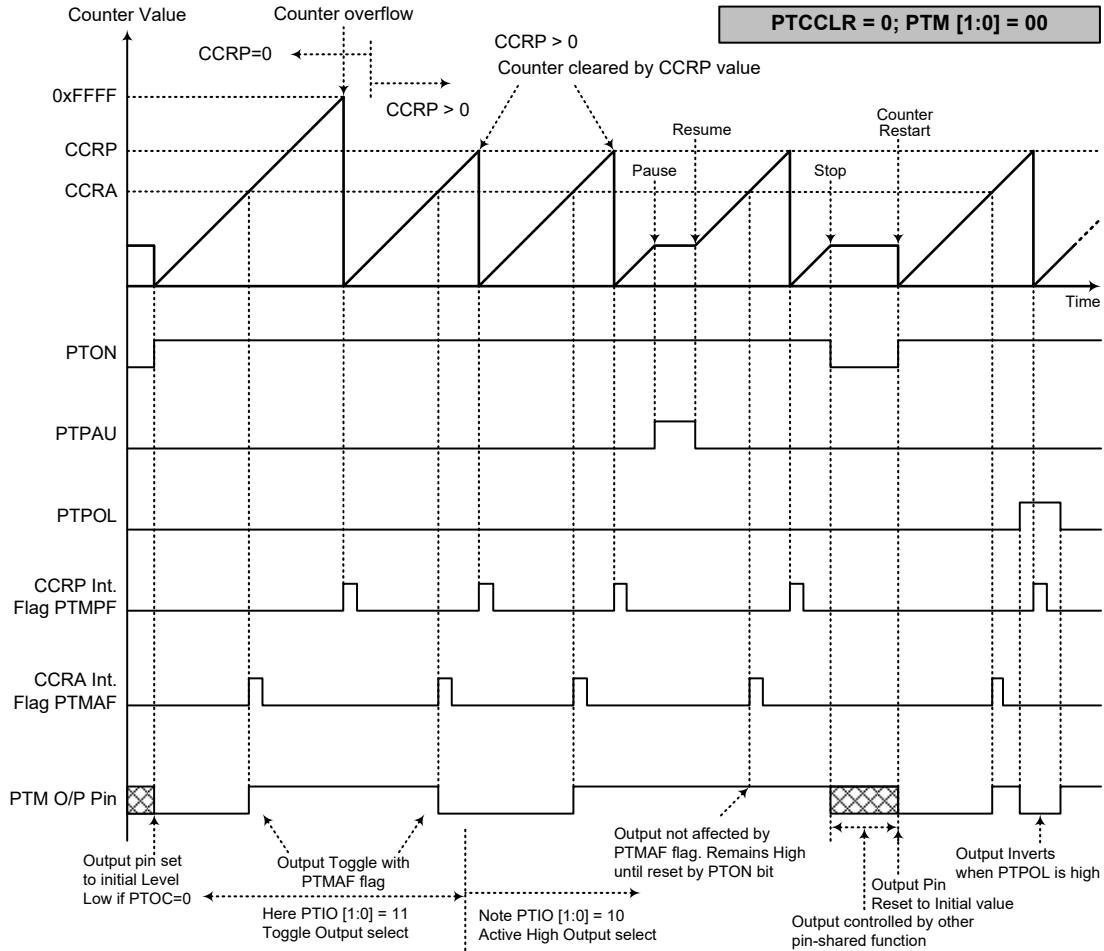 Counter Value
Counter overflow
PTCCLR = 0; PTM [1:0] = 00
CCRP=0
CCRP > 0
CCRP > 0
Counter cleared by CCRP value
0xFFFF
CCRP
CCRA
Pause
Resume
Stop
Counter
Restart
Time
PTON
PTPAU
PTPOL
CCRP Int.
Flag PTMPF
CCRA Int.
Flag PTMAF
PTM O/P Pin
Output pin set
to initial Level
Low if PTOC=0
Output Toggle with
PTMAF flag
Here PTIO [1:0] = 11
Toggle Output select
Note PTIO [1:0] = 10
Active High Output select
Output not affected by
PTMAF flag. Remains High
until reset by PTON bit
Output Pin
Reset to Initial value
Output controlled by other
pin-shared function
Output Inverts
when PTPOL is high